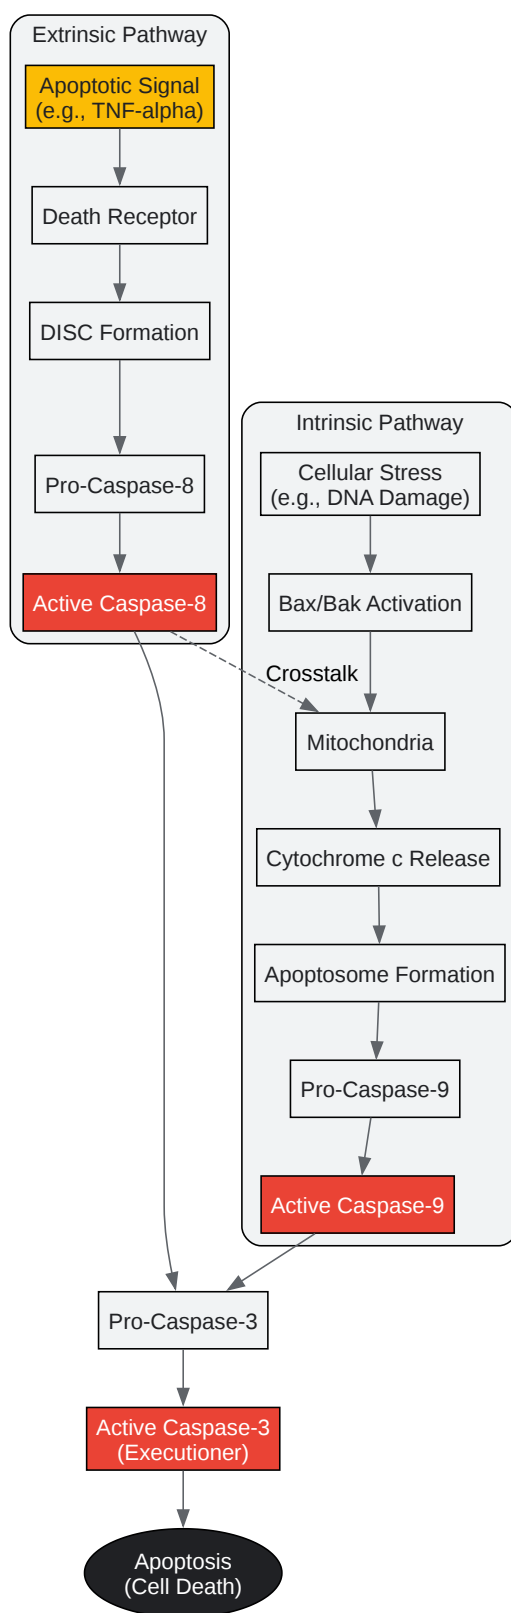 Extrinsic Pathway
Apoptotic Signal
(e.g., TNF-alpha)
Death Receptor
DISC Formation
Pro-Caspase-8
Active Caspase-8
Intrinsic Pathway
Cellular Stress
(e.g., DNA Damage)
Bax/Bak Activation
Crosstalk
Mitochondria
Cytochrome c Release
Apoptosome Formation
Pro-Caspase-9
Active Caspase-9
Pro-Caspase-3
Active Caspase-3
(Executioner)
Apoptosis
(Cell Death)